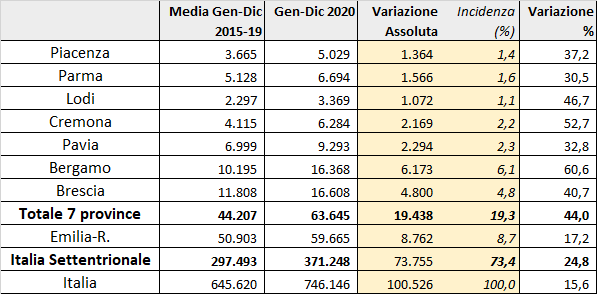 Media Gen-Dic 2015-19 Gen-Dic 2020 Variazione Assoluta Incidenza (%) Variazione %
Piacenza 3.665 5.029 1.364 1,4 37,2
Parma 5.128 6.694 1.566 1,6 30,5
Lodi 2.297 3.369 1.072 1,1 46,7
Cremona 4.115 6.284 2.169 2,2 52,7
Pavia 6.999 9.293 2.294 2,3 32,8
Bergamo 10.195 16.368 6.173 6,1 60,6
Brescia 11.808 16.608 4.800 4,8 40,7
Totale 7 province 44.207 63.645 19.438 19,3 44,0
Emilia-R. 50.903 59.665 8.762 8,7 17,2
Italia Settentrionale 297.493 371.248 73.755 73,4 24,8
Italia 645.620 746.146 100.526 100,0 15,6